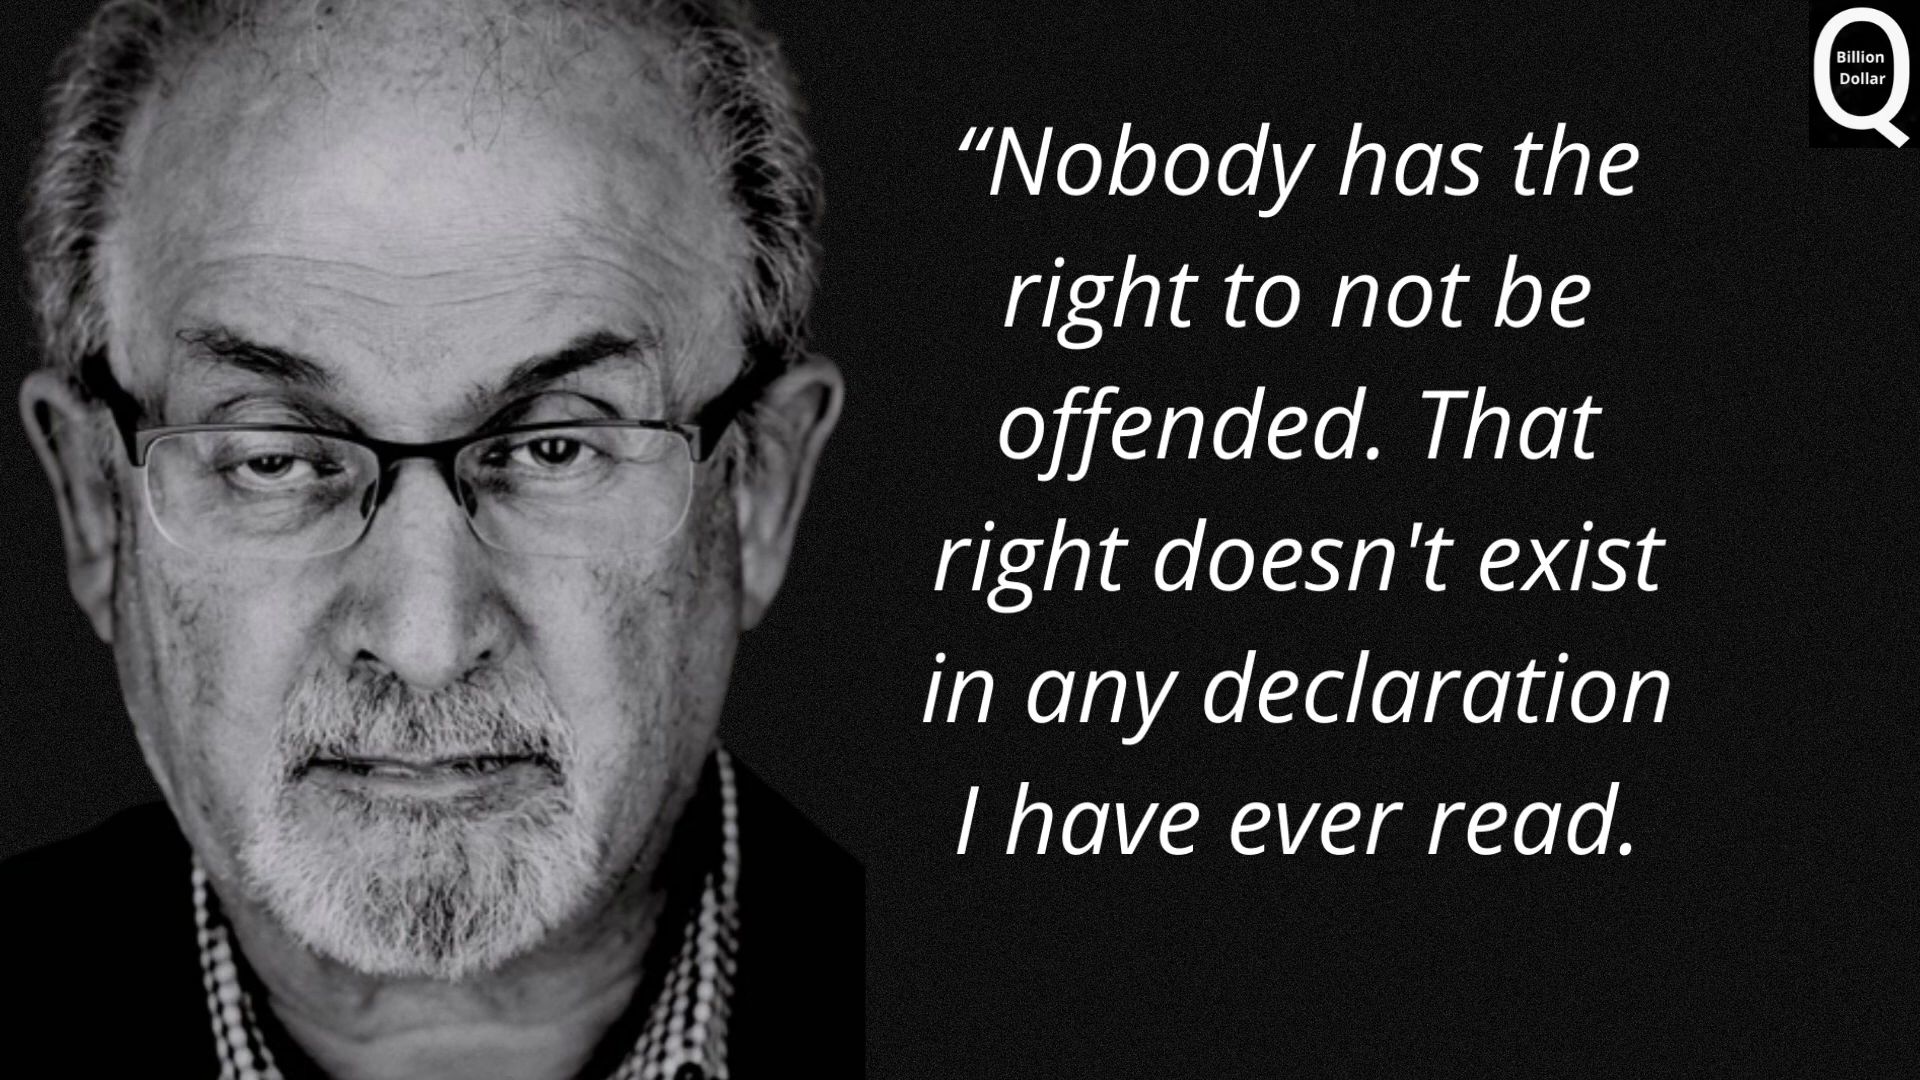 Billion
Dollar
Q
“Nobody has the
right to not be
offended. That
right doesn't exist
in any declaration
I have ever read.